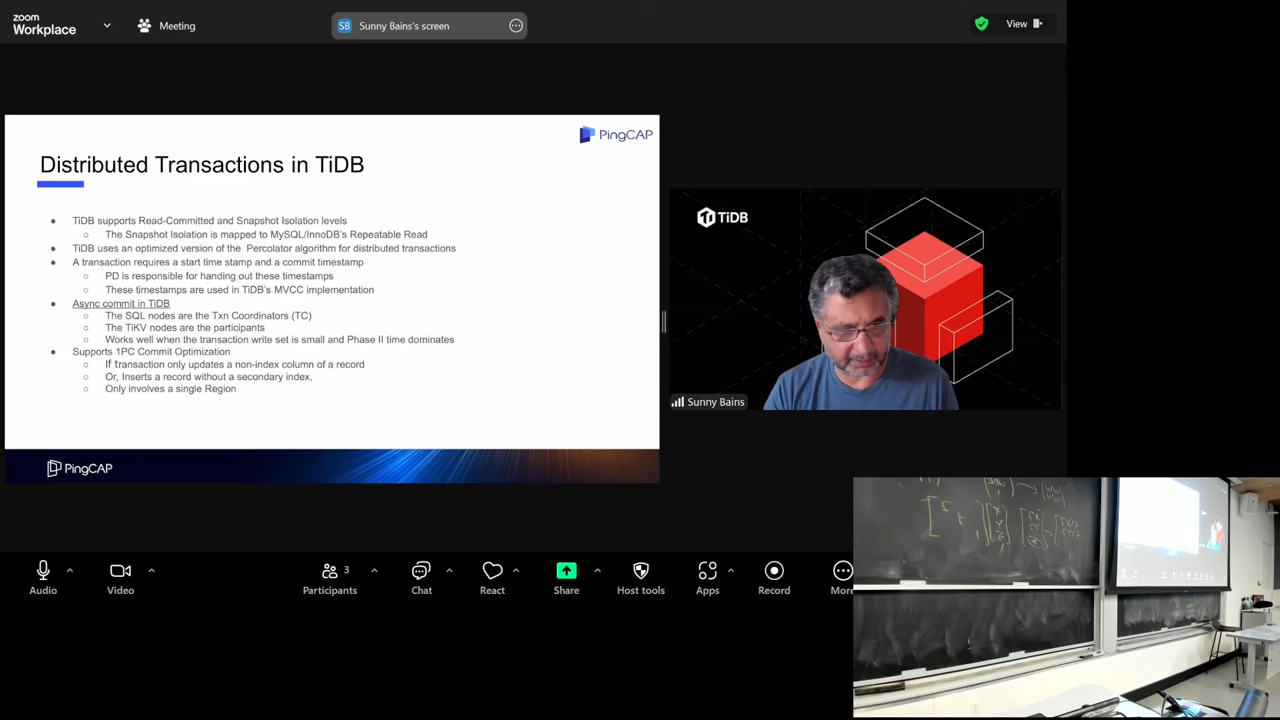 zoom
Workplace
Meeting
SB Sunny Bains's screen
View
PingCAP
Distributed Transactions in TiDB
● TiDB supports Read-Committed and Snapshot Isolation levels
○ The Snapshot Isolation is mapped to MySQL/InnoDB's Repeatable Read
● TiDB uses an optimized version of the Percolator algorithm for distributed transactions
● A transaction requires a start time stamp and a commit timestamp
○ PD is responsible for handing out these timestamps
○ These timestamps are used in TiDB's MVCC implementation
● Async commit in TiDB
○ The SQL nodes are the Txn Coordinators (TC)
○ The TiKV nodes are the participants
○ Works well when the transaction write set is small and Phase II time dominates
● Supports 1PC Commit Optimization
○ If transaction only updates a non-index column of a record
○ Or, Inserts a record without a secondary index,
○ Only involves a single Region
PingCAP
TiDB
Sunny Bains
Audio
Video
Participants 3
Chat
React
Share
Host tools
Apps
Record
More